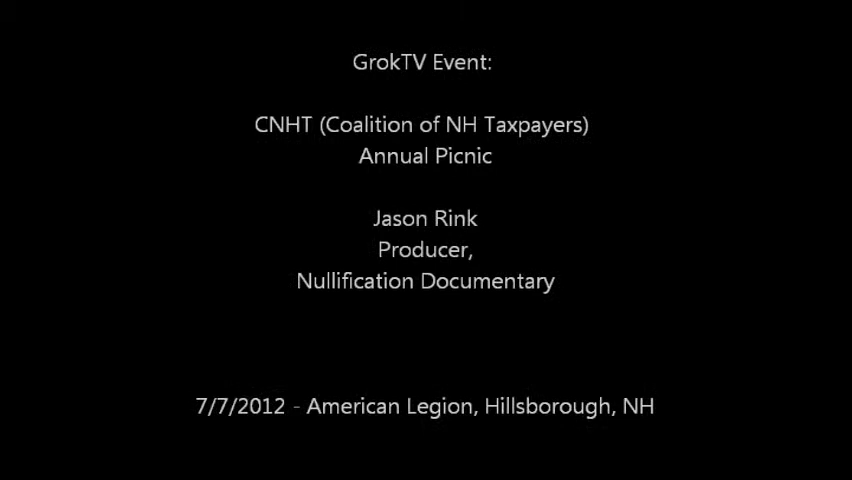 GrokTV Event:
CNHT (Coalition of NH Taxpayers)
Annual Picnic
Jason Rink
Producer,
Nullification Documentary
7/7/2012 - American Legion, Hillsborough, NH